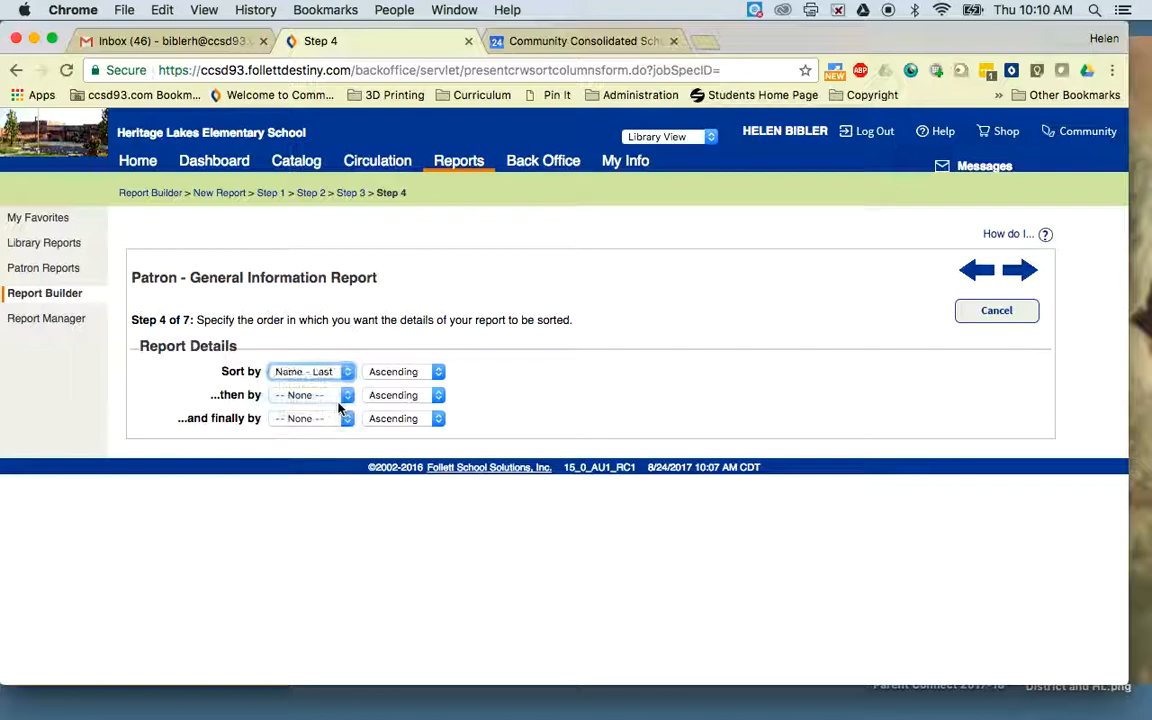 Chrome File Edit View History Bookmarks People Window Help Thu 10:10 AM
Inbox (46) - biblerh@ccsd93. Step 4 24 Community Consolidated Sch Helen
Secure https://ccsd93.follettdestiny.com/backoffice/servlet/presentcrwsortcolumnsform.do?jobSpecID= NEW ABP 1
Apps ccsd93.com Bookm... Welcome to Comm... 3D Printing Curriculum Pin It Administration Students Home Page Copyright » Other Bookmarks
Heritage Lakes Elementary School Library View HELEN BIBLER Log Out Help Shop Community
Home Dashboard Catalog Circulation Reports Back Office My Info Messages
Report Builder > New Report > Step 1 > Step 2 > Step 3 > Step 4
My Favorites
Library Reports
Patron Reports
Report Builder
Report Manager
How do I... ?
Patron - General Information Report
Cancel
Step 4 of 7: Specify the order in which you want the details of your report to be sorted.
Report Details
Sort by Name - Last Ascending
...then by -- None -- Ascending
...and finally by -- None -- Ascending
©2002-2016 Follett School Solutions, Inc. 15_0_AU1_RC1 8/24/2017 10:07 AM CDT